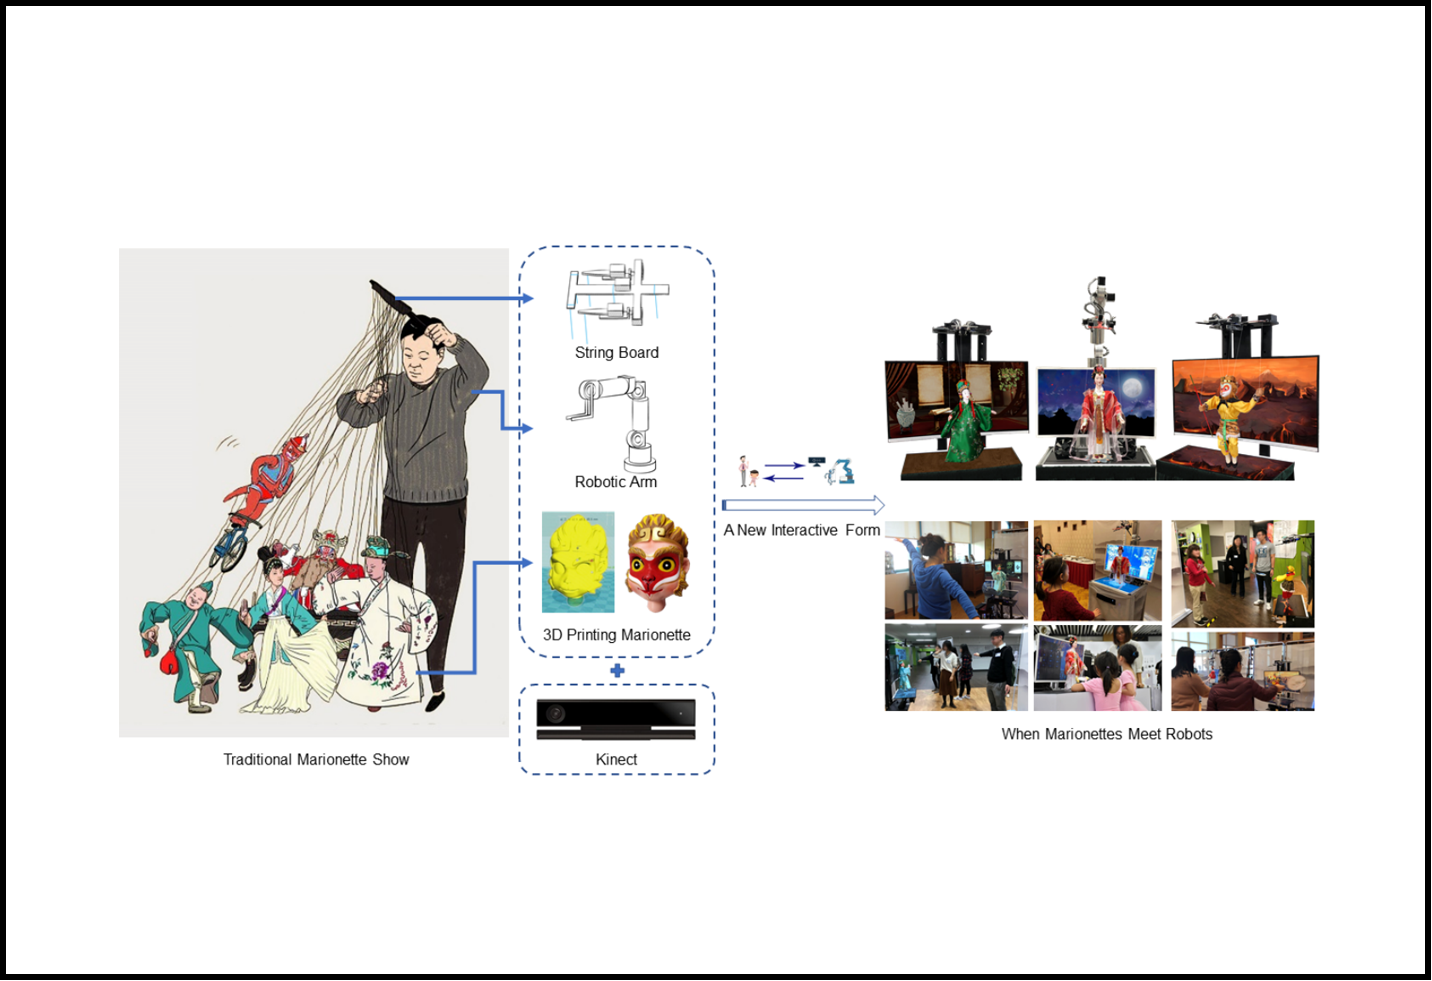 String Board
Robotic Arm
3D Printing Marionette
Kinect
Traditional Marionette Show
A New Interactive Form
When Marionettes Meet Robots